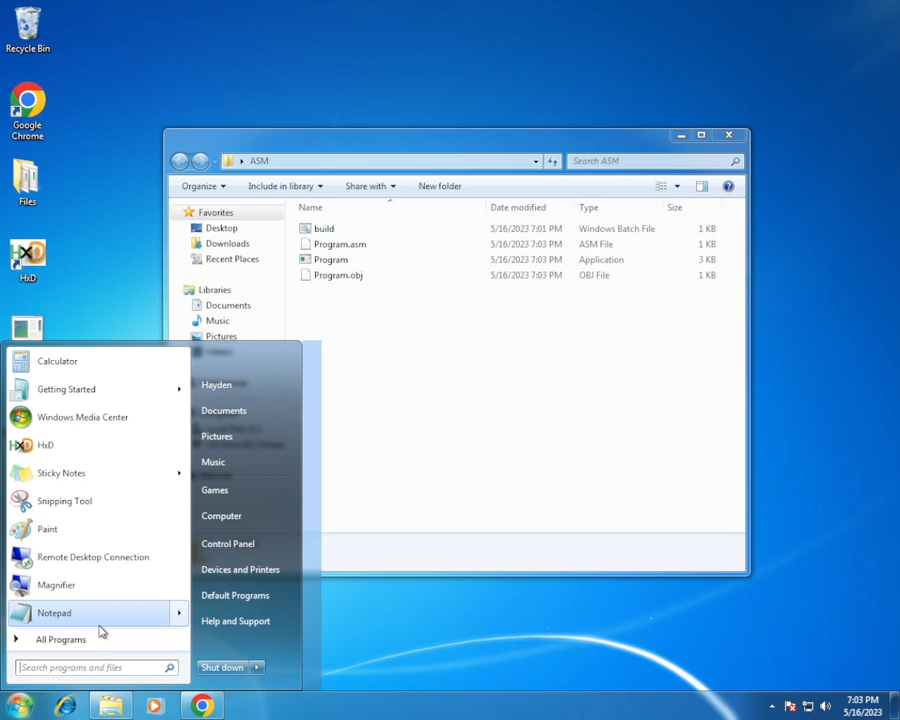 Recycle Bin
Google
Chrome
Files
HxD
ASM
Search ASM
Organize
Include in library
Share with
New folder
Name
Date modified
Type
Size
Favorites
Desktop
Downloads
Recent Places
Libraries
Documents
Music
Pictures
build
5/16/2023 7:01 PM
Windows Batch File
1 KB
Program.asm
5/16/2023 7:03 PM
ASM File
1 KB
Program
5/16/2023 7:03 PM
Application
3 KB
Program.obj
5/16/2023 7:03 PM
OBJ File
1 KB
Calculator
Getting Started
Windows Media Center
HxD
Sticky Notes
Snipping Tool
Paint
Remote Desktop Connection
Magnifier
Notepad
All Programs
Search programs and files
Hayden
Documents
Pictures
Music
Games
Computer
Control Panel
Devices and Printers
Default Programs
Help and Support
Shut down
7:03 PM
5/16/2023